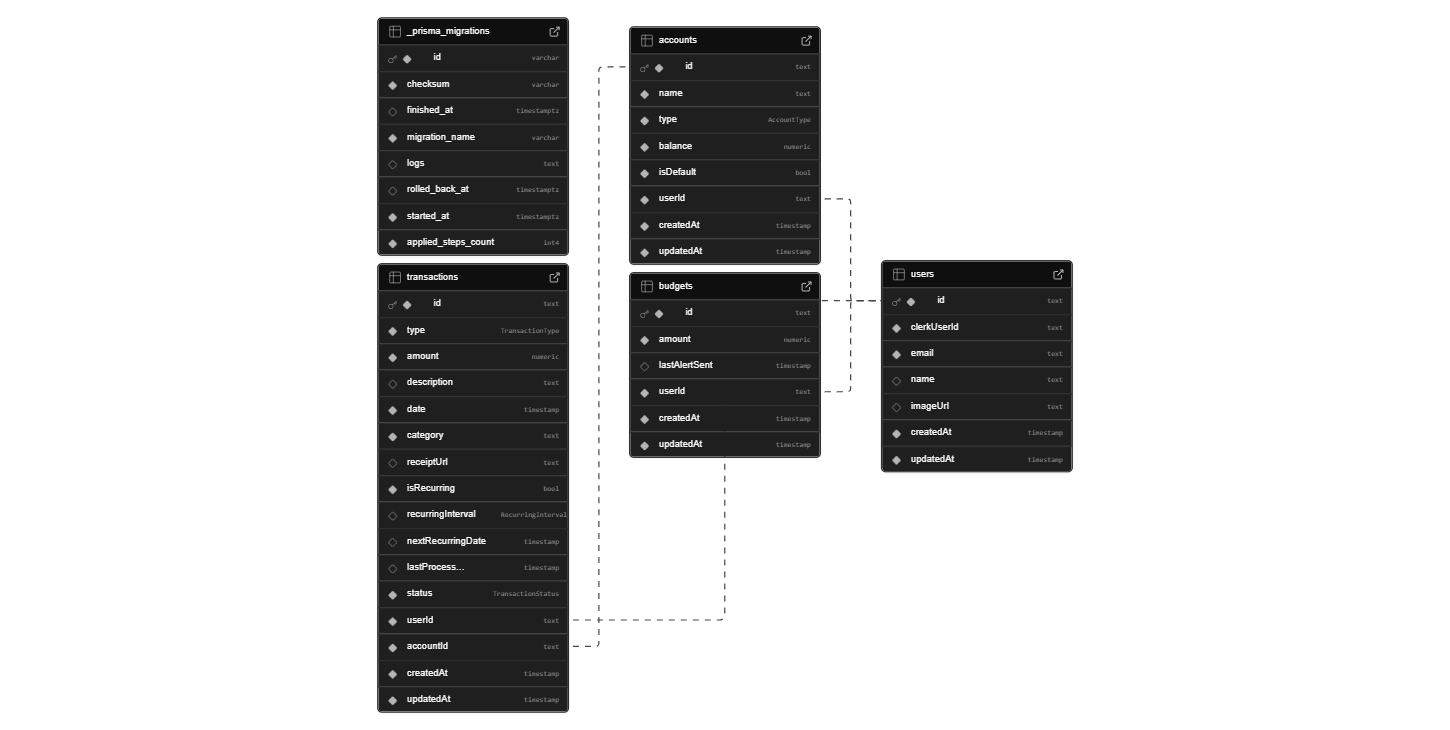 _prisma_migrations
id varchar
checksum varchar
finished_at timestamptz
migration_name varchar
logs text
rolled_back_at timestamptz
started_at timestamptz
applied_steps_count int4
transactions
id text
type TransactionType
amount numeric
description text
date timestamp
category text
receiptUrl text
isRecurring bool
recurringInterval RecurringInterval
nextRecurringDate timestamp
lastProcess... timestamp
status TransactionStatus
userId text
accountId text
createdAt timestamp
updatedAt timestamp
accounts
id text
name text
type AccountType
balance numeric
isDefault bool
userId text
createdAt timestamp
updatedAt timestamp
budgets
id text
amount numeric
lastAlertSent timestamp
userId text
createdAt timestamp
updatedAt timestamp
users
id text
clerkUserId text
email text
name text
imageUrl text
createdAt timestamp
updatedAt timestamp